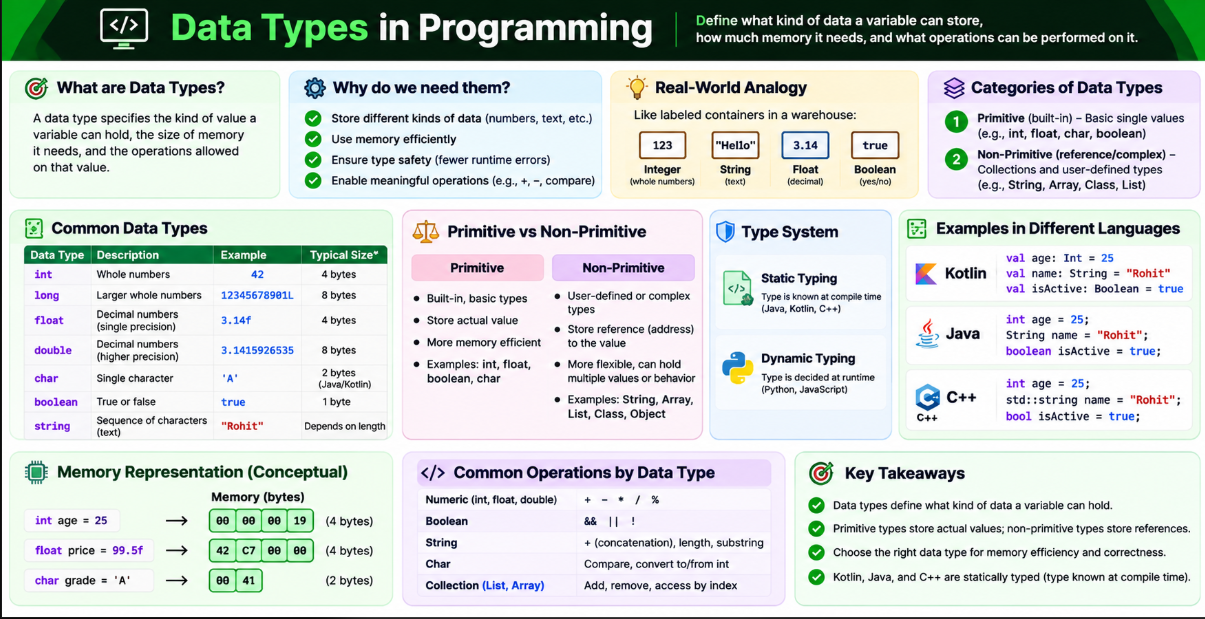 </>
Data Types in Programming
Define what kind of data a variable can store,
how much memory it needs, and what operations can be performed on it.
What are Data Types?
A data type specifies the kind of value a
variable can hold, the size of memory
it needs, and the operations allowed
on that value.
Why do we need them?
Store different kinds of data (numbers, text, etc.)
Use memory efficiently
Ensure type safety (fewer runtime errors)
Enable meaningful operations (e.g., +, –, compare)
Real-World Analogy
Like labeled containers in a warehouse:
123 "Hello" 3.14 true
Integer String Float Boolean
(whole numbers) (text) (decimal) (yes/no)
Categories of Data Types
1 Primitive (built-in) – Basic single values
(e.g., int, float, char, boolean)
2 Non-Primitive (reference/complex) –
Collections and user-defined types
(e.g., String, Array, Class, List)
Common Data Types
Data Type Description Example Typical Size*
int Whole numbers 42 4 bytes
long Larger whole numbers 12345678901L 8 bytes
float Decimal numbers (single precision) 3.14f 4 bytes
double Decimal numbers (higher precision) 3.1415926535 8 bytes
char Single character 'A' 2 bytes (Java/Kotlin)
boolean True or false true 1 byte
string Sequence of characters (text) "Rohit" Depends on length
Primitive vs Non-Primitive
Primitive
• Built-in, basic types
• Store actual value
• More memory efficient
• Examples: int, float,
boolean, char
Non-Primitive
• User-defined or complex
types
• Store reference (address)
to the value
• More flexible, can hold
multiple values or behavior
• Examples: String, Array,
List, Class, Object
Type System
</>
Static Typing
Type is known at compile time
(Java, Kotlin, C++)
Dynamic Typing
Type is decided at runtime
(Python, JavaScript)
Examples in Different Languages
Kotlin
val age: Int = 25
val name: String = "Rohit"
val isActive: Boolean = true
Java
int age = 25;
String name = "Rohit";
boolean isActive = true;
C++
C++
int age = 25;
std::string name = "Rohit";
bool isActive = true;
Memory Representation (Conceptual)
Memory (bytes)
int age = 25 → 00 00 00 19 (4 bytes)
float price = 99.5f → 42 C7 00 00 (4 bytes)
char grade = 'A' → 00 41 (2 bytes)
</> Common Operations by Data Type
Numeric (int, float, double) + – * / %
Boolean && || !
String + (concatenation), length, substring
Char Compare, convert to/from int
Collection (List, Array) Add, remove, access by index
Key Takeaways
Data types define what kind of data a variable can hold.
Primitive types store actual values; non-primitive types store references.
Choose the right data type for memory efficiency and correctness.
Kotlin, Java, and C++ are statically typed (type known at compile time).